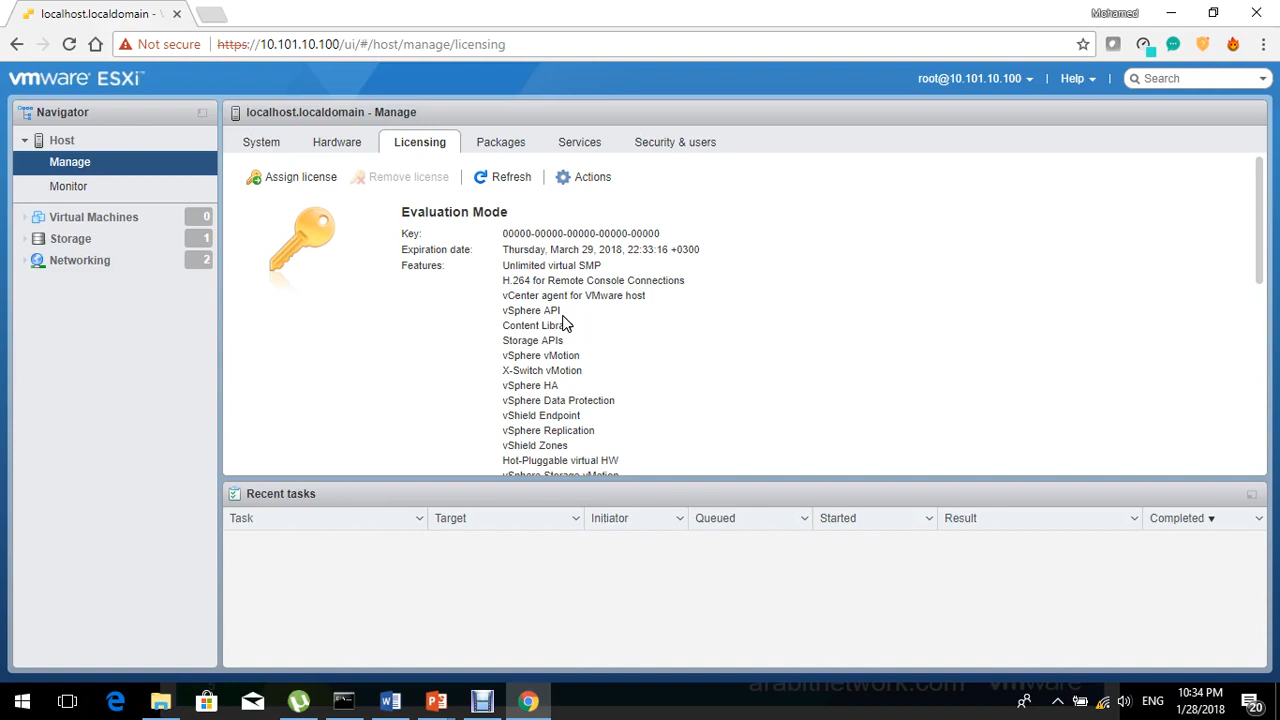 localhost.localdomain -
Mohamed
Not secure
https://10.101.10.100/ui/#/host/manage/licensing
vmware ESXi™
root@10.101.10.100
Help
Search
Navigator
Host
Manage
Monitor
Virtual Machines 0
Storage 1
Networking 2
localhost.localdomain - Manage
System Hardware Licensing Packages Services Security & users
Assign license Remove license Refresh Actions
Evaluation Mode
Key: 00000-00000-00000-00000-00000
Expiration date: Thursday, March 29, 2018, 22:33:16 +0300
Features: Unlimited virtual SMP
H.264 for Remote Console Connections
vCenter agent for VMware host
vSphere API
Content
Storage APIs
vSphere vMotion
X-Switch vMotion
vSphere HA
vSphere Data Protection
vShield Endpoint
vSphere Replication
vShield Zones
Hot-Pluggable virtual HW
vSphere Storage vMotion
Recent tasks
Task Target Initiator Queued Started Result Completed
arabitnetwork.com vmware
ENG
10:34 PM
1/28/2018
20